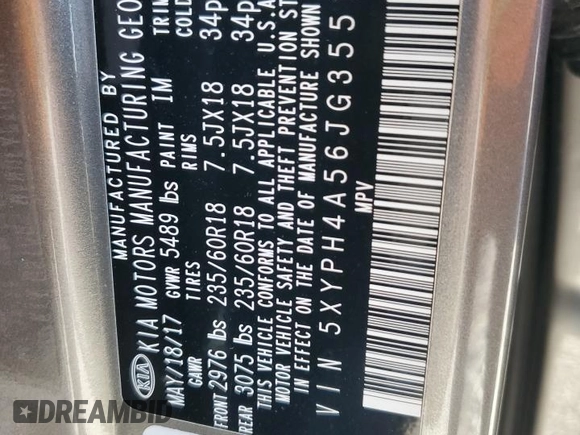 KIA
MANUFACTURED BY
KIA MOTORS MANUFACTURING GEO
MAY/18/17 GVWR 5489 lbs PAINT IM TRIM
GAWR TIRES RIMS COLD
FRONT 2976 lbs 235/60R18 7.5JX18 34p
REAR 3075 lbs 235/60R18 7.5JX18 34p
THIS VEHICLE CONFORMS TO ALL APPLICABLE U.S.A
MOTOR VEHICLE SAFETY AND THEFT PREVENTION ST
IN EFFECT ON THE DATE OF MANUFACTURE SHOWN
VIN 5XYPH4A56JG355
MPV
DREAMBID